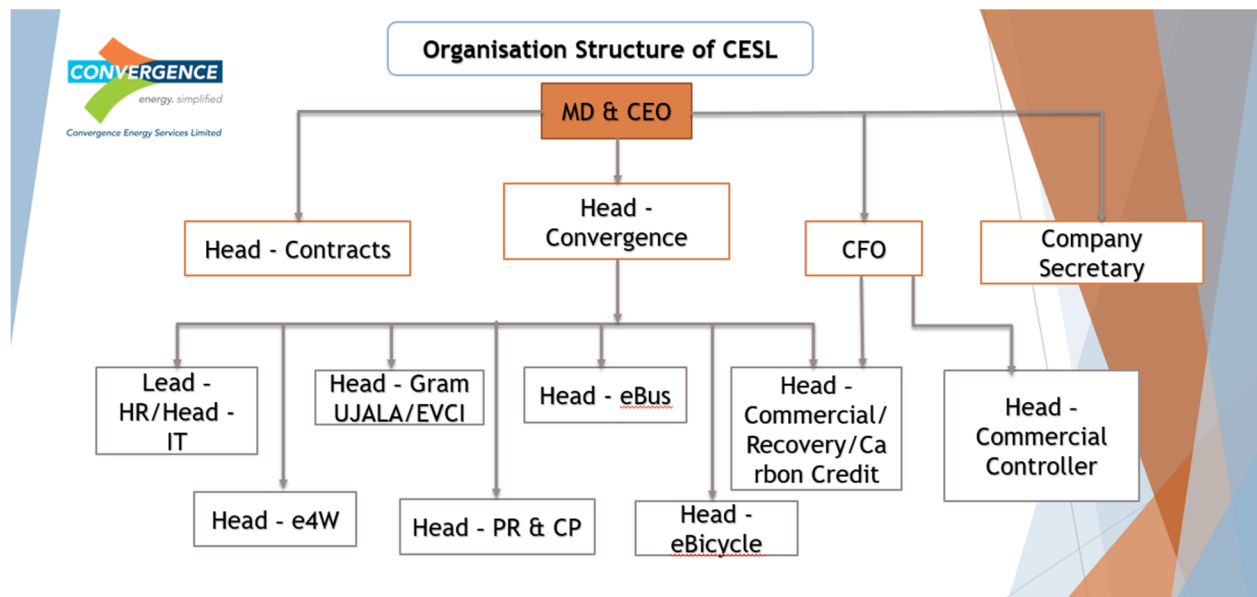 Organisation Structure of CESL
CONVERGENCE
energy. simplified
Convergence Energy Services Limited
MD & CEO
Head - Contracts
Head -
Convergence
CFO
Company
Secretary
Lead -
HR/Head -
IT
Head - Gram
UJALA/EVCI
Head - eBus
Head -
Commercial/
Recovery/Ca
rbon Credit
Head -
Commercial
Controller
Head - e4W
Head - PR & CP
Head -
eBicycle